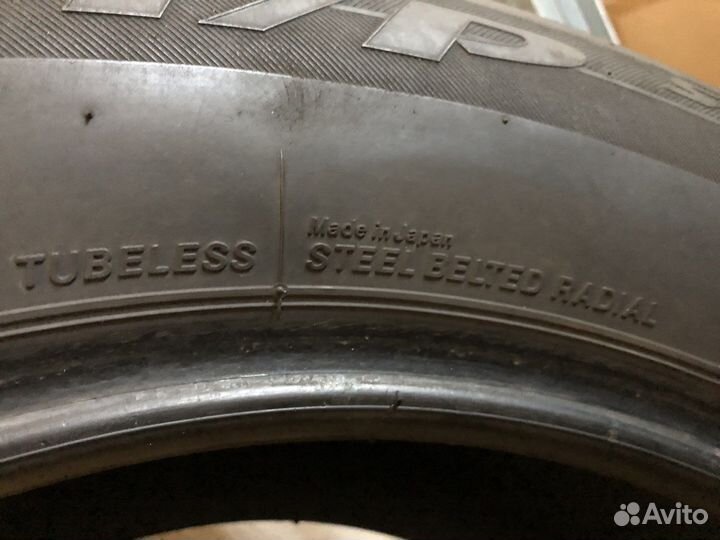 H/P
TUBELESS
Made in Japan
STEEL BELTED RADIAL
Avito